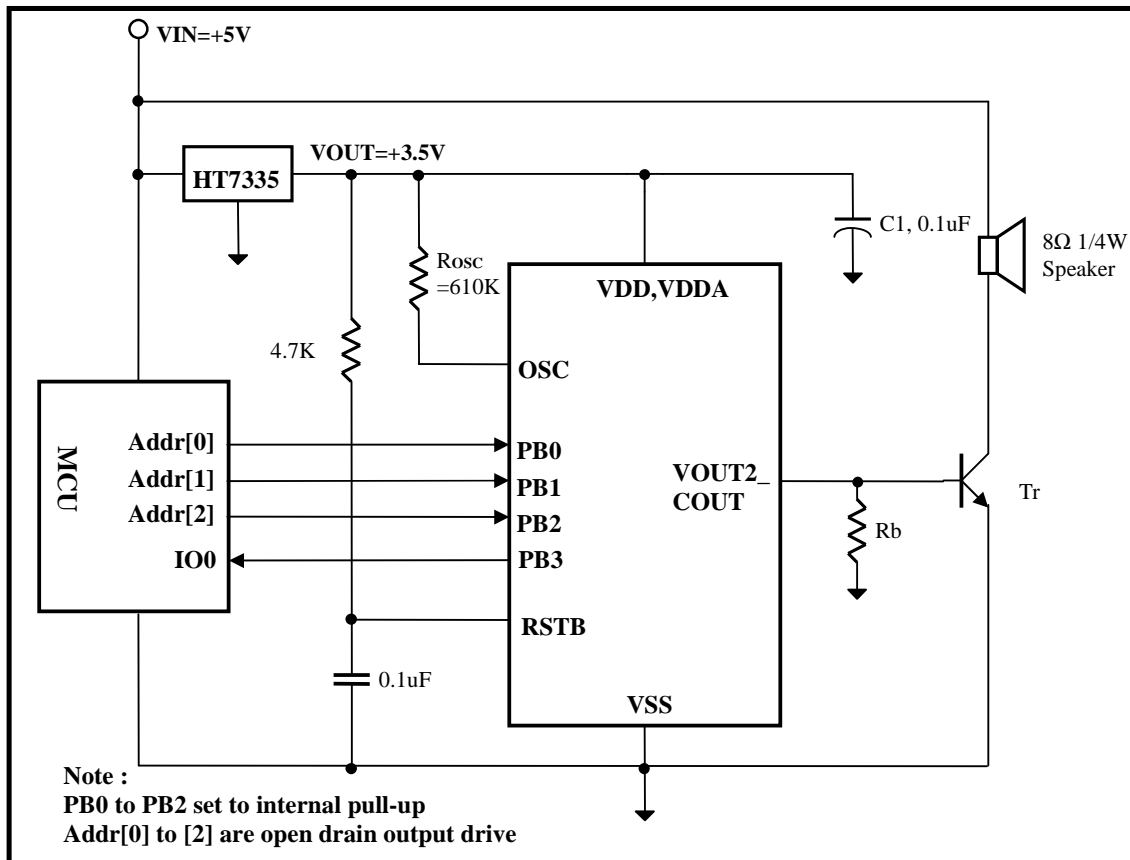 VIN=+5V
VOUT=+3.5V
HT7335
C1, 0.1uF
8Ω 1/4W
Speaker
Rosc
=610K
VDD,VDDA
4.7K
OSC
MCU
Addr[0]
Addr[1]
Addr[2]
IO0
PB0
PB1
PB2
PB3
RSTB
VOUT2_
COUT
Tr
Rb
0.1uF
VSS
Note :
PB0 to PB2 set to internal pull-up
Addr[0] to [2] are open drain output drive